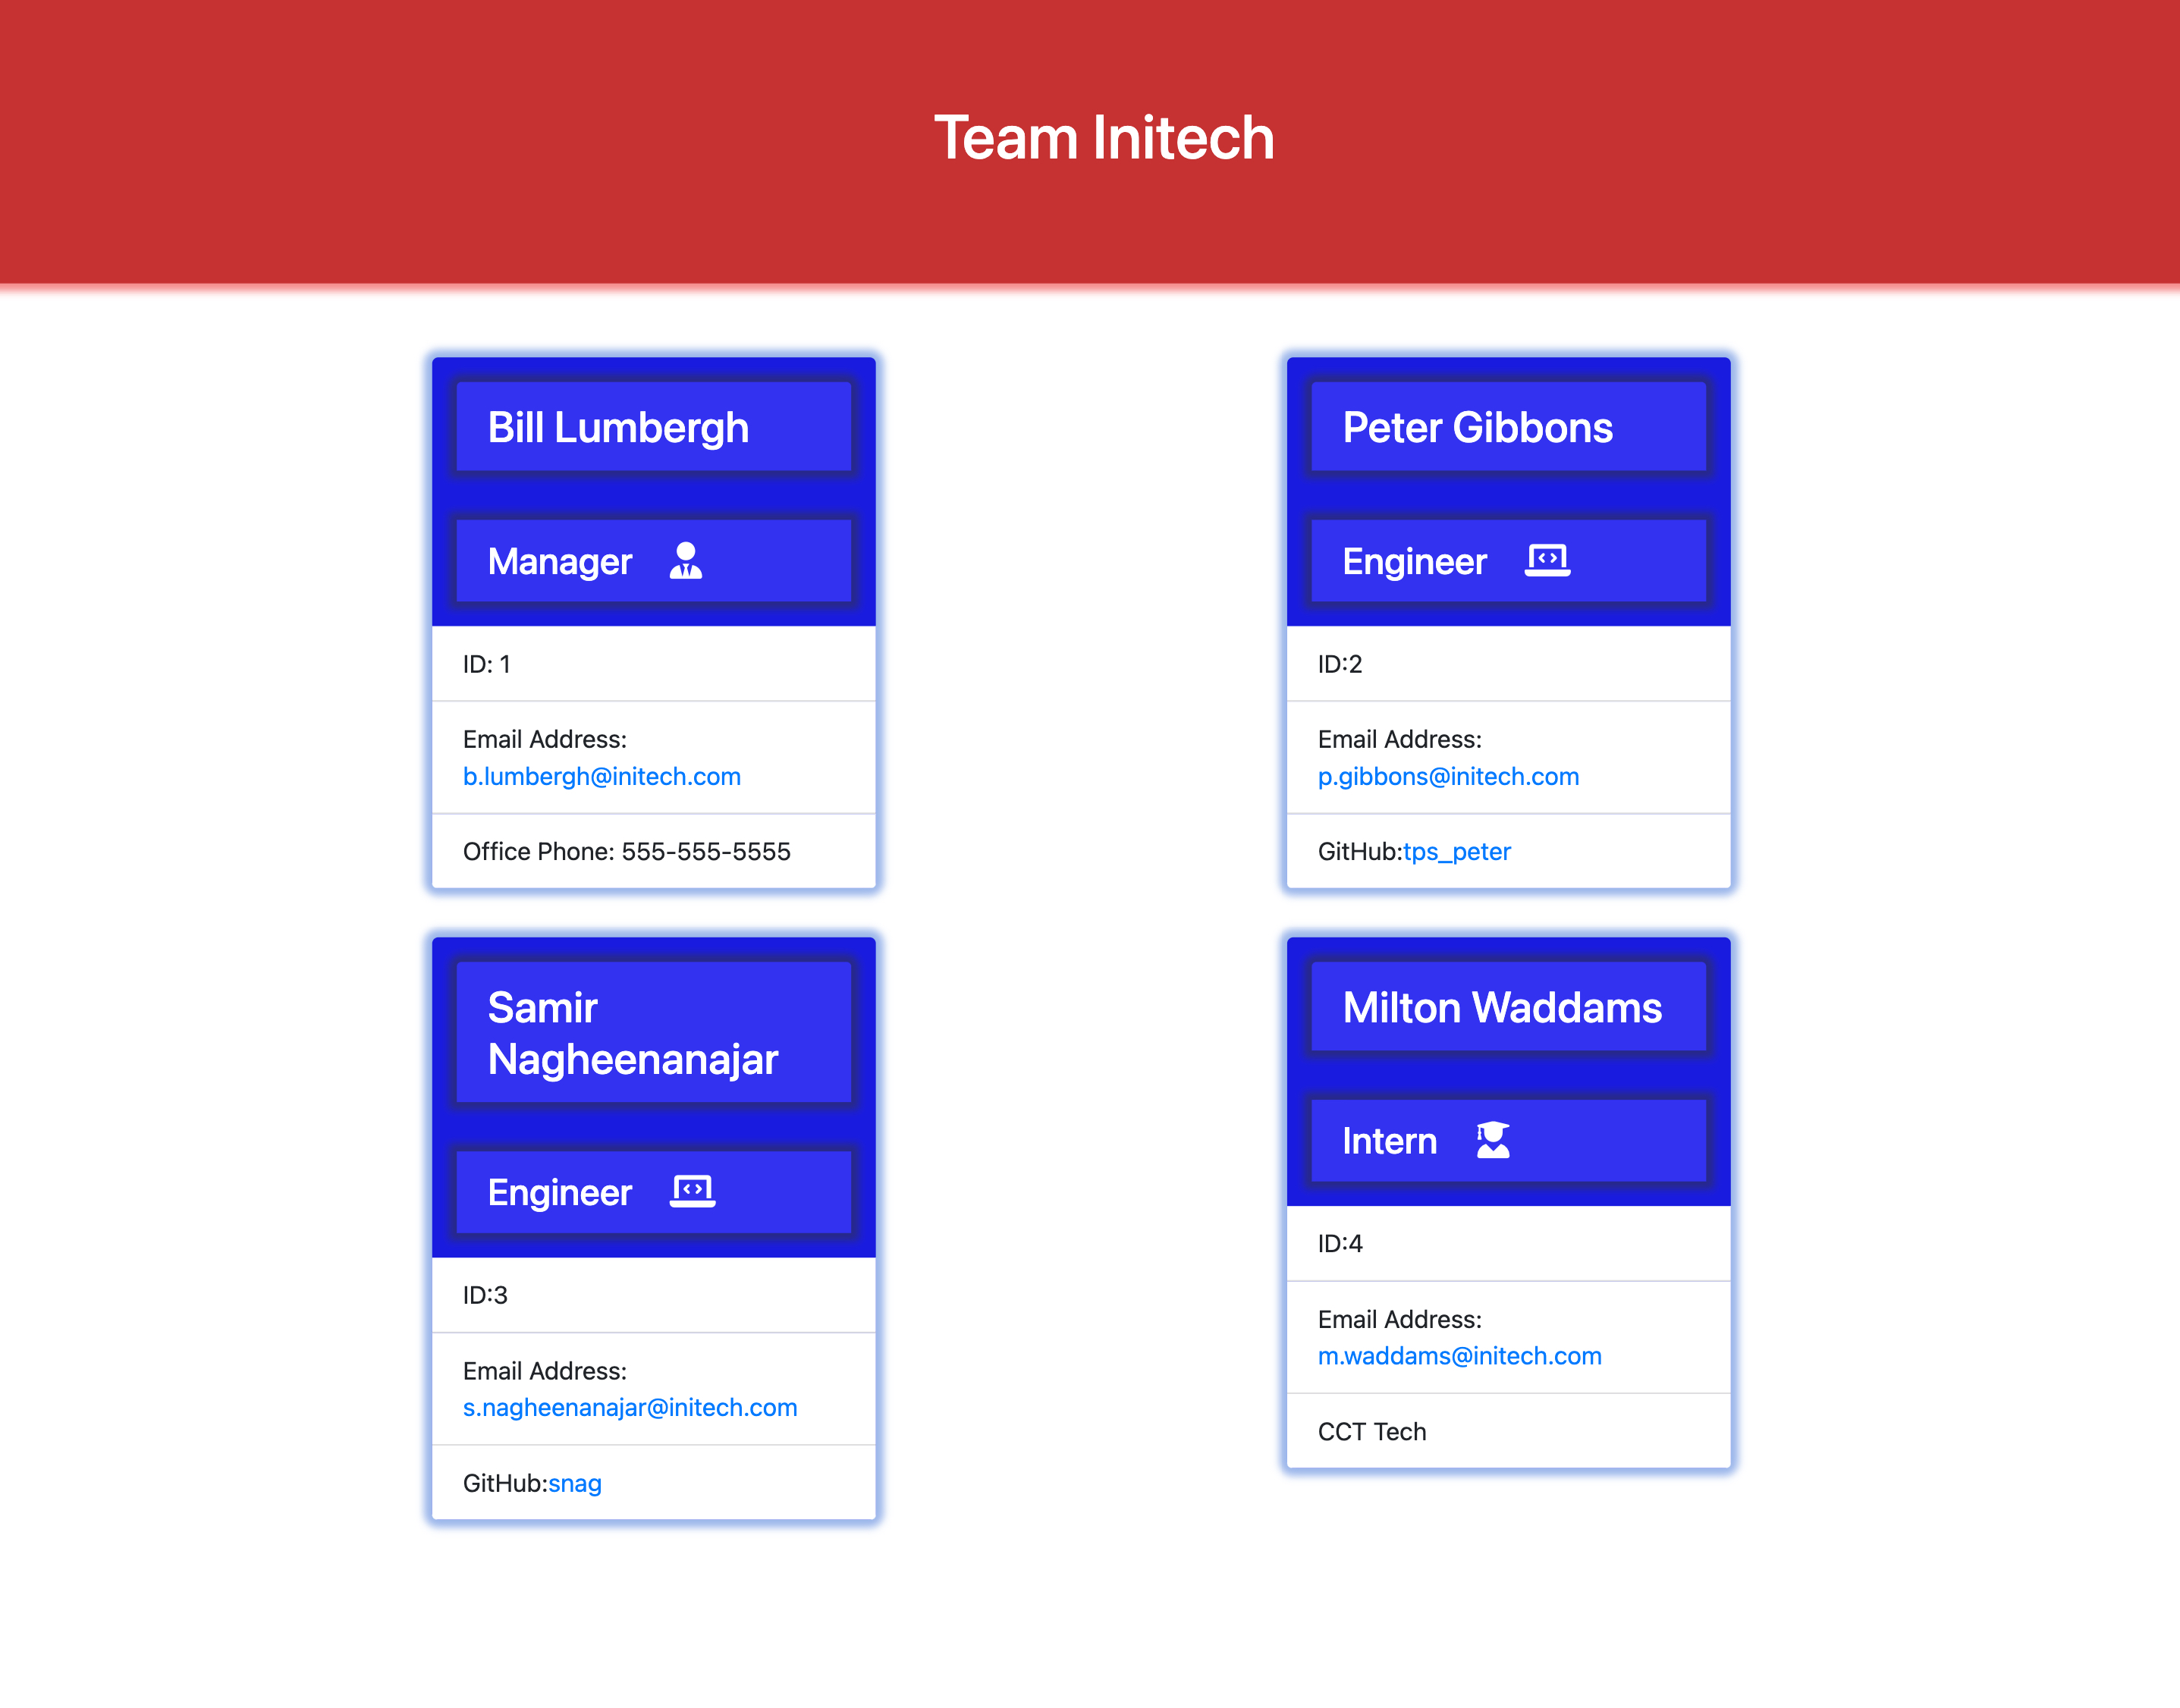 Team Initech
Bill Lumbergh
Manager
ID: 1
Email Address:
b.lumbergh@initech.com
Office Phone: 555-555-5555
Peter Gibbons
Engineer
ID:2
Email Address:
p.gibbons@initech.com
GitHub:tps_peter
Samir
Nagheenanajar
Engineer
ID:3
Email Address:
s.nagheenanajar@initech.com
GitHub:snag
Milton Waddams
Intern
ID:4
Email Address:
m.waddams@initech.com
CCT Tech